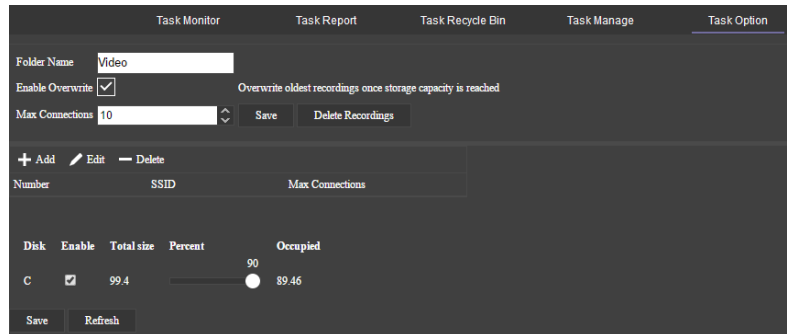 Task Monitor Task Report Task Recycle Bin Task Manage Task Option
Folder Name Video
Enable Overwrite Overwrite oldest recordings once storage capacity is reached
Max Connections 10 Save Delete Recordings
Add Edit Delete
Number SSID Max Connections
Disk Enable Total size Percent Occupied
90
C 99.4 89.46
Save Refresh